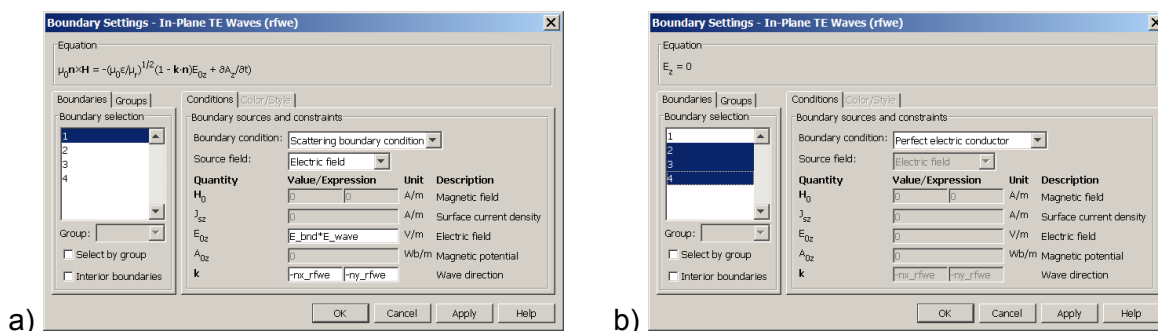 Boundary Settings - In-Plane TE Waves (rfwe)
Equation
μ₀n×H = -(μ₀ε/μᵣ)^1/2(1 - k·n)E₀z + ∂A_z/∂t)
Boundaries Groups
Boundary selection
1
2
3
4
Group:
Select by group
Interior boundaries
Conditions Color/Style
Boundary sources and constraints
Boundary condition: Scattering boundary condition
Source field: Electric field
Quantity Value/Expression Unit Description
H₀ 0 0 A/m Magnetic field
J_sz 0 A/m Surface current density
E₀z E_bnd*E_wave V/m Electric field
A₀z 0 Wb/m Magnetic potential
k -nx_rfwe -ny_rfwe Wave direction
OK Cancel Apply Help
a)
Boundary Settings - In-Plane TE Waves (rfwe)
Equation
E_z = 0
Boundaries Groups
Boundary selection
1
2
3
4
Group:
Select by group
Interior boundaries
Conditions Color/Style
Boundary sources and constraints
Boundary condition: Perfect electric conductor
Source field: Electric field
Quantity Value/Expression Unit Description
H₀ 0 0 A/m Magnetic field
J_sz 0 A/m Surface current density
E₀z 0 V/m Electric field
A₀z 0 Wb/m Magnetic potential
k -nx_rfwe -ny_rfwe Wave direction
OK Cancel Apply Help
b)